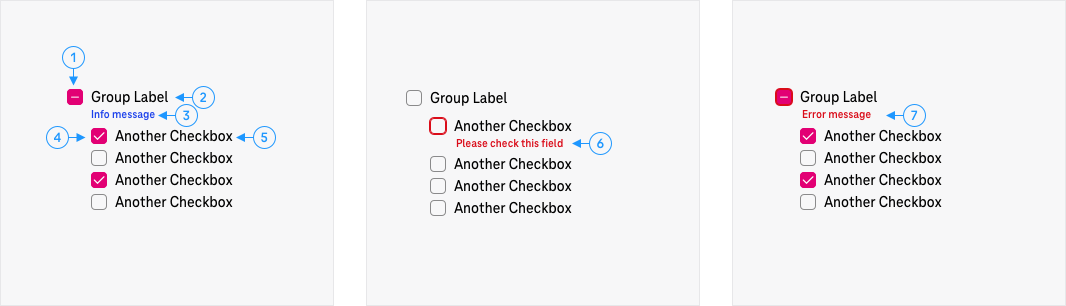 1
Group Label
2
Info message
3
4
Another Checkbox
5
Another Checkbox
Another Checkbox
Another Checkbox
Group Label
Another Checkbox
Please check this field
6
Another Checkbox
Another Checkbox
Another Checkbox
Group Label
Error message
7
Another Checkbox
Another Checkbox
Another Checkbox
Another Checkbox